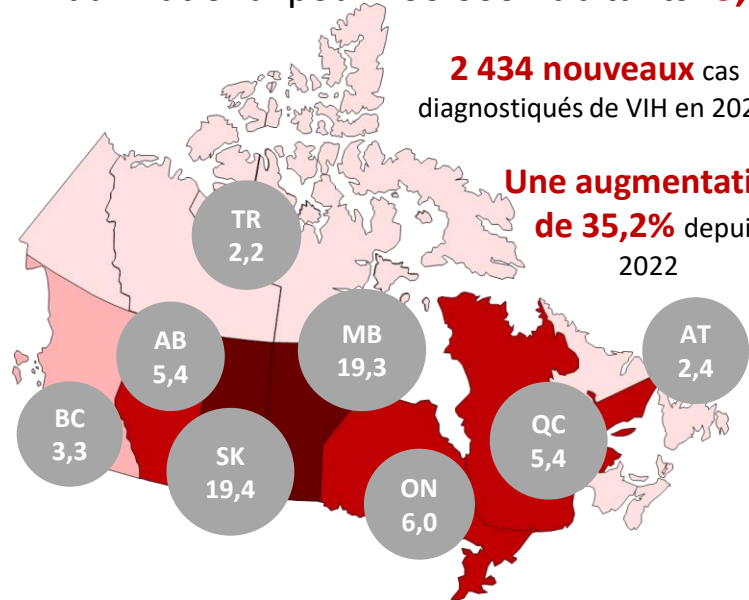 pour
2 434 nouveaux cas
diagnostiqués de VIH en
Une
de 35,2%
2022
TR
2,2
AB
5,4
MB
19,3
AT
2,4
BC
3,3
SK
19,4
QC
5,4
ON
6,0